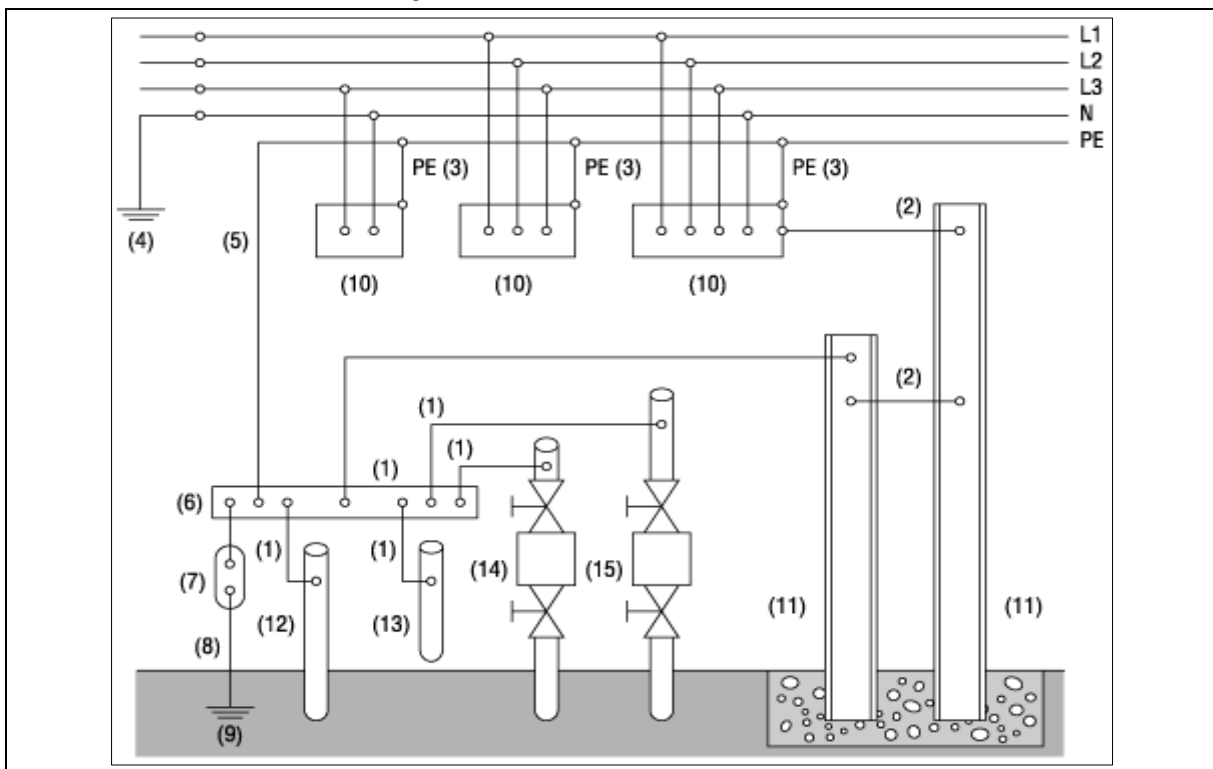 L1
L2
L3
N
PE
PE (3) PE (3) PE (3)
(2)
(4) (5)
(10) (10) (10)
(2)
(1)
(1)
(1)
(6)
(1) (1) (14) (15)
(7)
(11) (11)
(12) (13)
(8)
(9)